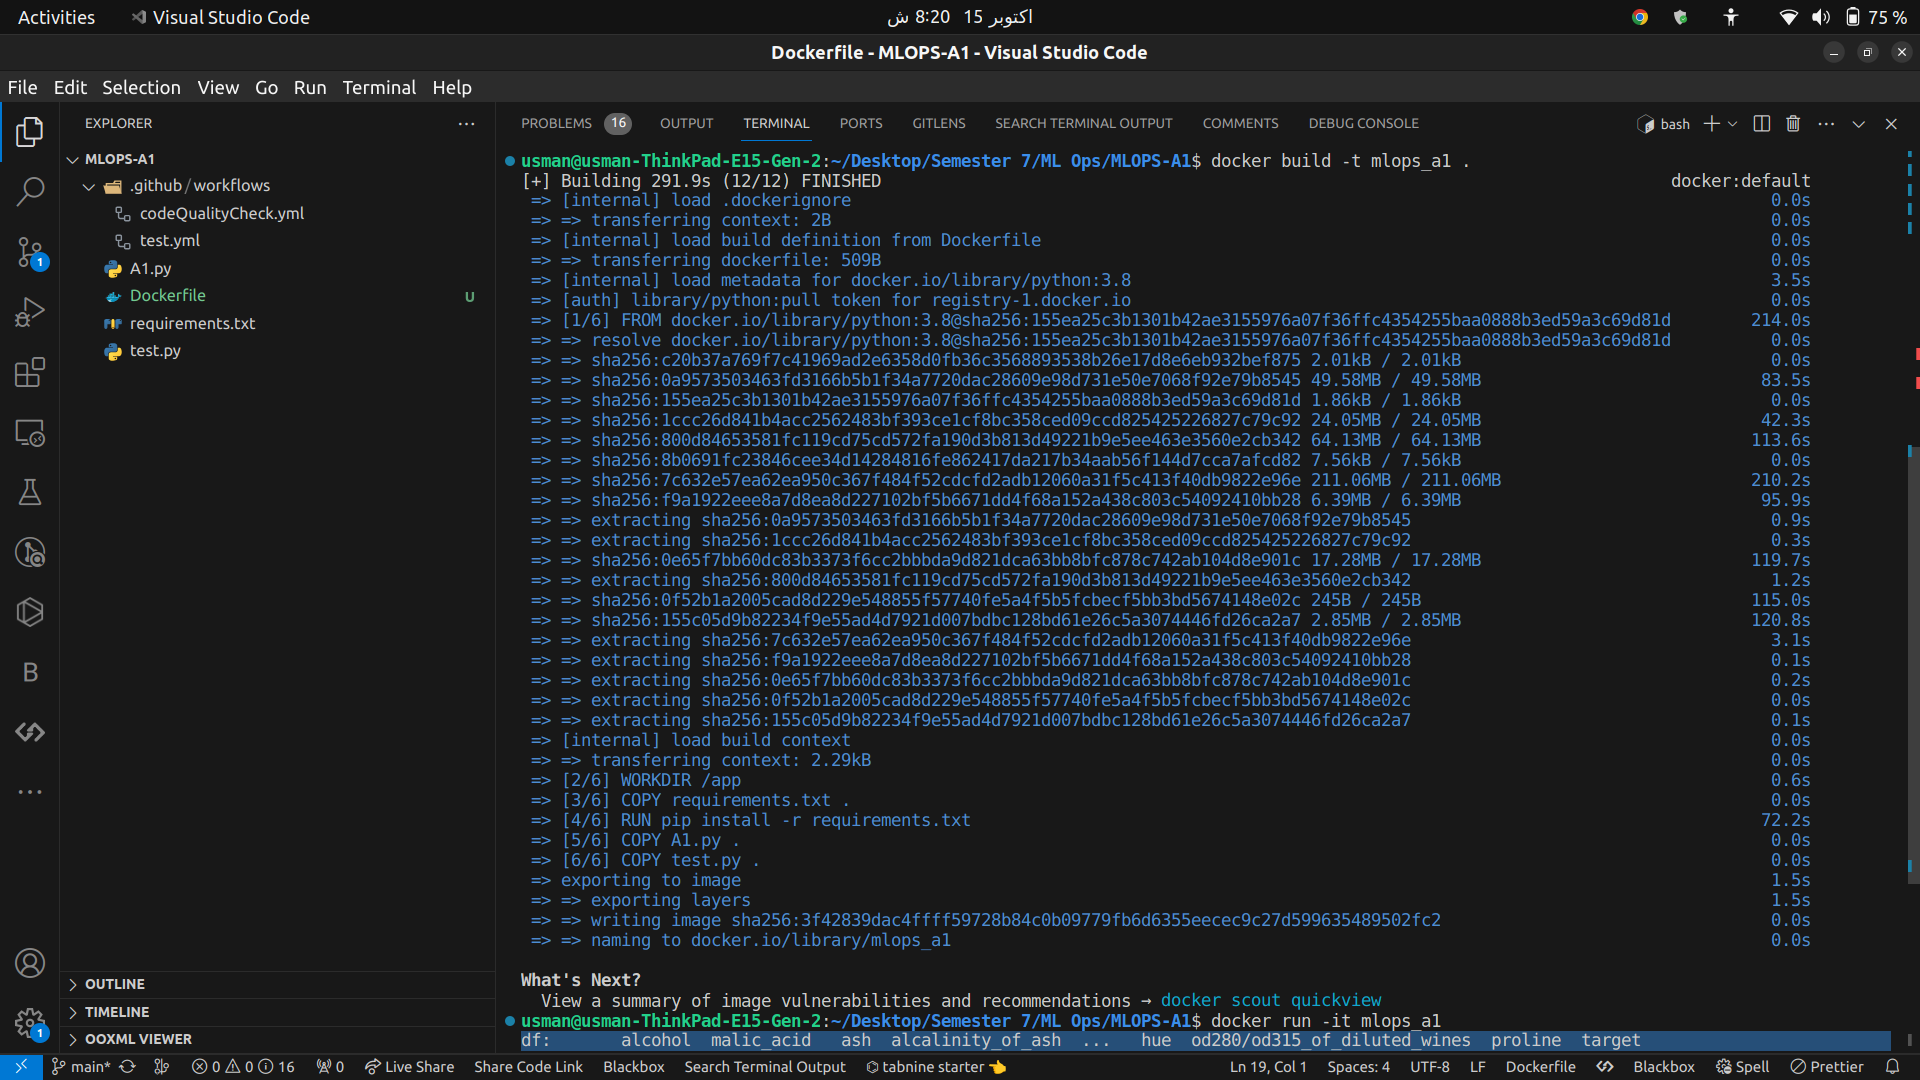 Activities
Visual Studio Code
اکتوبر 15 8:20 ش
75 %
Dockerfile - MLOPS-A1 - Visual Studio Code
File Edit Selection View Go Run Terminal Help
EXPLORER
MLOPS-A1
.github/workflows
codeQualityCheck.yml
test.yml
A1.py
Dockerfile U
requirements.txt
test.py
OUTLINE
TIMELINE
OOXML VIEWER
1
B
1
PROBLEMS 16 OUTPUT TERMINAL PORTS GITLENS SEARCH TERMINAL OUTPUT COMMENTS DEBUG CONSOLE
bash
usman@usman-ThinkPad-E15-Gen-2:~/Desktop/Semester 7/ML Ops/MLOPS-A1$ docker build -t mlops_a1 .
[+] Building 291.9s (12/12) FINISHED docker:default
=> [internal] load .dockerignore 0.0s
=> => transferring context: 2B 0.0s
=> [internal] load build definition from Dockerfile 0.0s
=> => transferring dockerfile: 509B 0.0s
=> [internal] load metadata for docker.io/library/python:3.8 3.5s
=> [auth] library/python:pull token for registry-1.docker.io 0.0s
=> [1/6] FROM docker.io/library/python:3.8@sha256:155ea25c3b1301b42ae3155976a07f36ffc4354255baa0888b3ed59a3c69d81d 214.0s
=> => resolve docker.io/library/python:3.8@sha256:155ea25c3b1301b42ae3155976a07f36ffc4354255baa0888b3ed59a3c69d81d 0.0s
=> => sha256:c20b37a769f7c41969ad2e6358d0fb36c3568893538b26e17d8e6eb932bef875 2.01kB / 2.01kB 0.0s
=> => sha256:0a9573503463fd3166b5b1f34a7720dac28609e98d731e50e7068f92e79b8545 49.58MB / 49.58MB 83.5s
=> => sha256:155ea25c3b1301b42ae3155976a07f36ffc4354255baa0888b3ed59a3c69d81d 1.86kB / 1.86kB 0.0s
=> => sha256:1ccc26d841b4acc2562483bf393ce1cf8bc358ced09ccd825425226827c79c92 24.05MB / 24.05MB 42.3s
=> => sha256:800d84653581fc119cd75cd572fa190d3b813d49221b9e5ee463e3560e2cb342 64.13MB / 64.13MB 113.6s
=> => sha256:8b0691fc23846cee34d14284816fe862417da217b34aab56f144d7cca7afcd82 7.56kB / 7.56kB 0.0s
=> => sha256:7c632e57ea62ea950c367f484f52cdcfd2adb12060a31f5c413f40db9822e96e 211.06MB / 211.06MB 210.2s
=> => sha256:f9a1922eee8a7d8ea8d227102bf5b6671dd4f68a152a438c803c54092410bb28 6.39MB / 6.39MB 95.9s
=> => extracting sha256:0a9573503463fd3166b5b1f34a7720dac28609e98d731e50e7068f92e79b8545 0.9s
=> => extracting sha256:1ccc26d841b4acc2562483bf393ce1cf8bc358ced09ccd825425226827c79c92 0.3s
=> => sha256:0e65f7bb60dc83b3373f6cc2bbbda9d821dca63bb8bfc878c742ab104d8e901c 17.28MB / 17.28MB 119.7s
=> => extracting sha256:800d84653581fc119cd75cd572fa190d3b813d49221b9e5ee463e3560e2cb342 1.2s
=> => sha256:0f52b1a2005cad8d229e548855f57740fe5a4f5b5fcbecf5bb3bd5674148e02c 245B / 245B 115.0s
=> => sha256:155c05d9b82234f9e55ad4d7921d007bdbc128bd61e26c5a3074446fd26ca2a7 2.85MB / 2.85MB 120.8s
=> => extracting sha256:7c632e57ea62ea950c367f484f52cdcfd2adb12060a31f5c413f40db9822e96e 3.1s
=> => extracting sha256:f9a1922eee8a7d8ea8d227102bf5b6671dd4f68a152a438c803c54092410bb28 0.1s
=> => extracting sha256:0e65f7bb60dc83b3373f6cc2bbbda9d821dca63bb8bfc878c742ab104d8e901c 0.2s
=> => extracting sha256:0f52b1a2005cad8d229e548855f57740fe5a4f5b5fcbecf5bb3bd5674148e02c 0.0s
=> => extracting sha256:155c05d9b82234f9e55ad4d7921d007bdbc128bd61e26c5a3074446fd26ca2a7 0.1s
=> [internal] load build context 0.0s
=> => transferring context: 2.29kB 0.0s
=> [2/6] WORKDIR /app 0.6s
=> [3/6] COPY requirements.txt . 0.0s
=> [4/6] RUN pip install -r requirements.txt 72.2s
=> [5/6] COPY A1.py . 0.0s
=> [6/6] COPY test.py . 0.0s
=> exporting to image 1.5s
=> => exporting layers 1.5s
=> => writing image sha256:3f42839dac4ffff59728b84c0b09779fb6d6355eecec9c27d599635489502fc2 0.0s
=> => naming to docker.io/library/mlops_a1 0.0s
What's Next?
View a summary of image vulnerabilities and recommendations → docker scout quickview
usman@usman-ThinkPad-E15-Gen-2:~/Desktop/Semester 7/ML Ops/MLOPS-A1$ docker run -it mlops_a1
df: alcohol malic_acid ash alcalinity_of_ash ... hue od280/od315_of_diluted_wines proline target
main* 0 0 16 0 Live Share Share Code Link Blackbox Search Terminal Output tabnine starter Ln 19, Col 1 Spaces: 4 UTF-8 LF Dockerfile Blackbox Spell Prettier